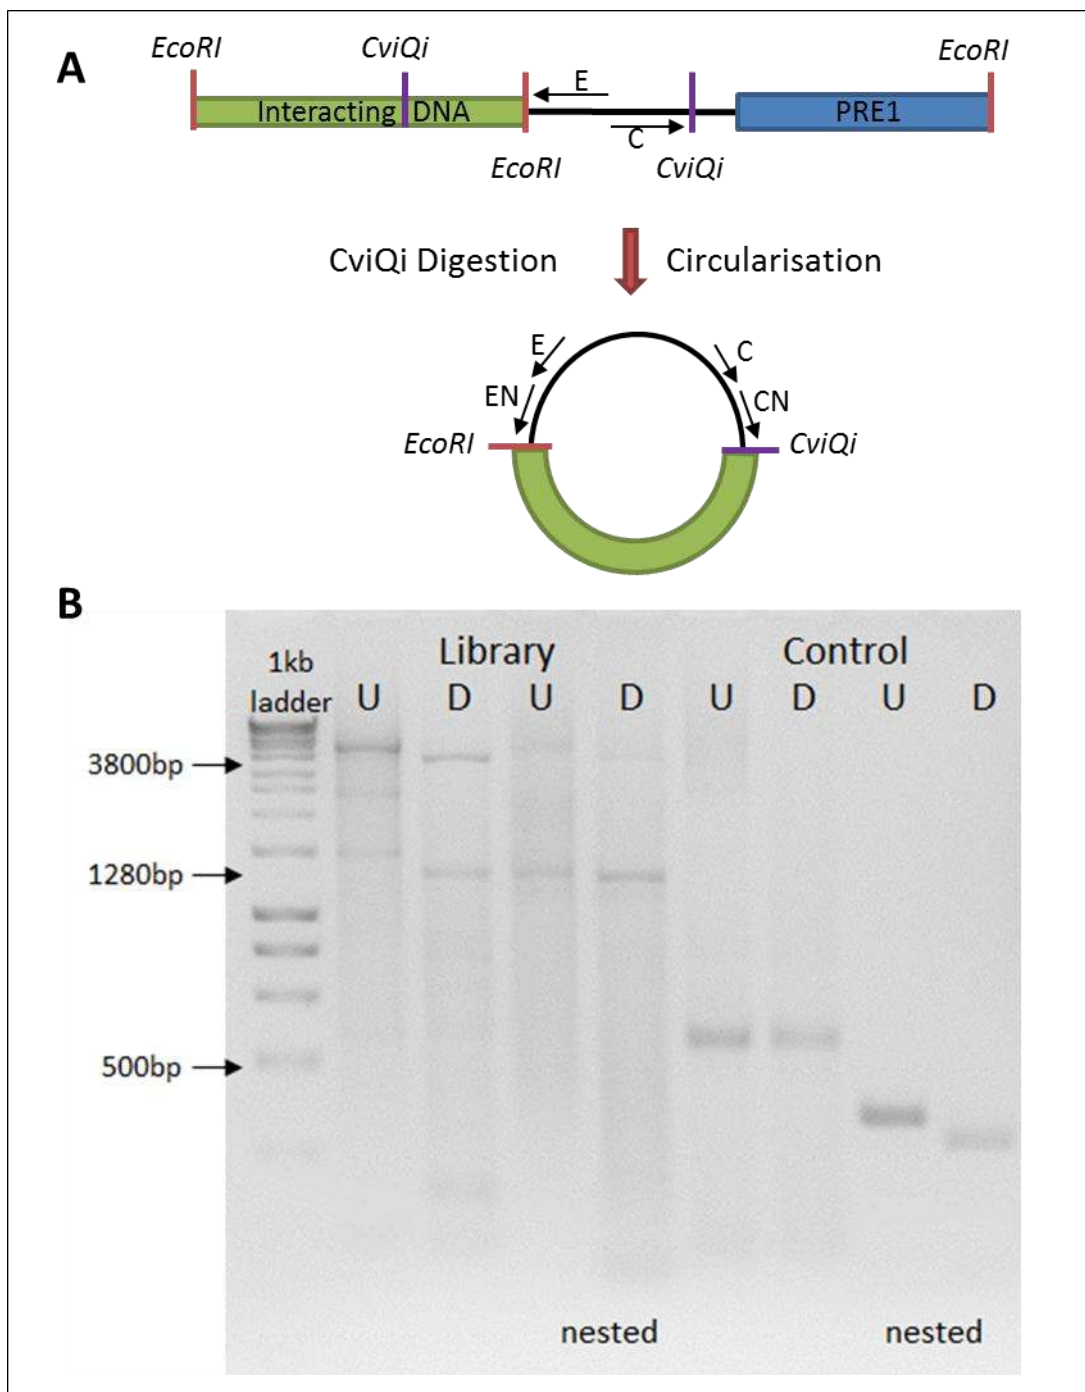 A
EcoRI
CviQi
EcoRI
E
Interacting DNA
PRE1
C
EcoRI
CviQi
CviQi Digestion
Circularisation
E
C
EN
CN
EcoRI
CviQi
B
Library
Control
1kb
ladder
U D U D U D U D
3800bp
1280bp
500bp
nested
nested